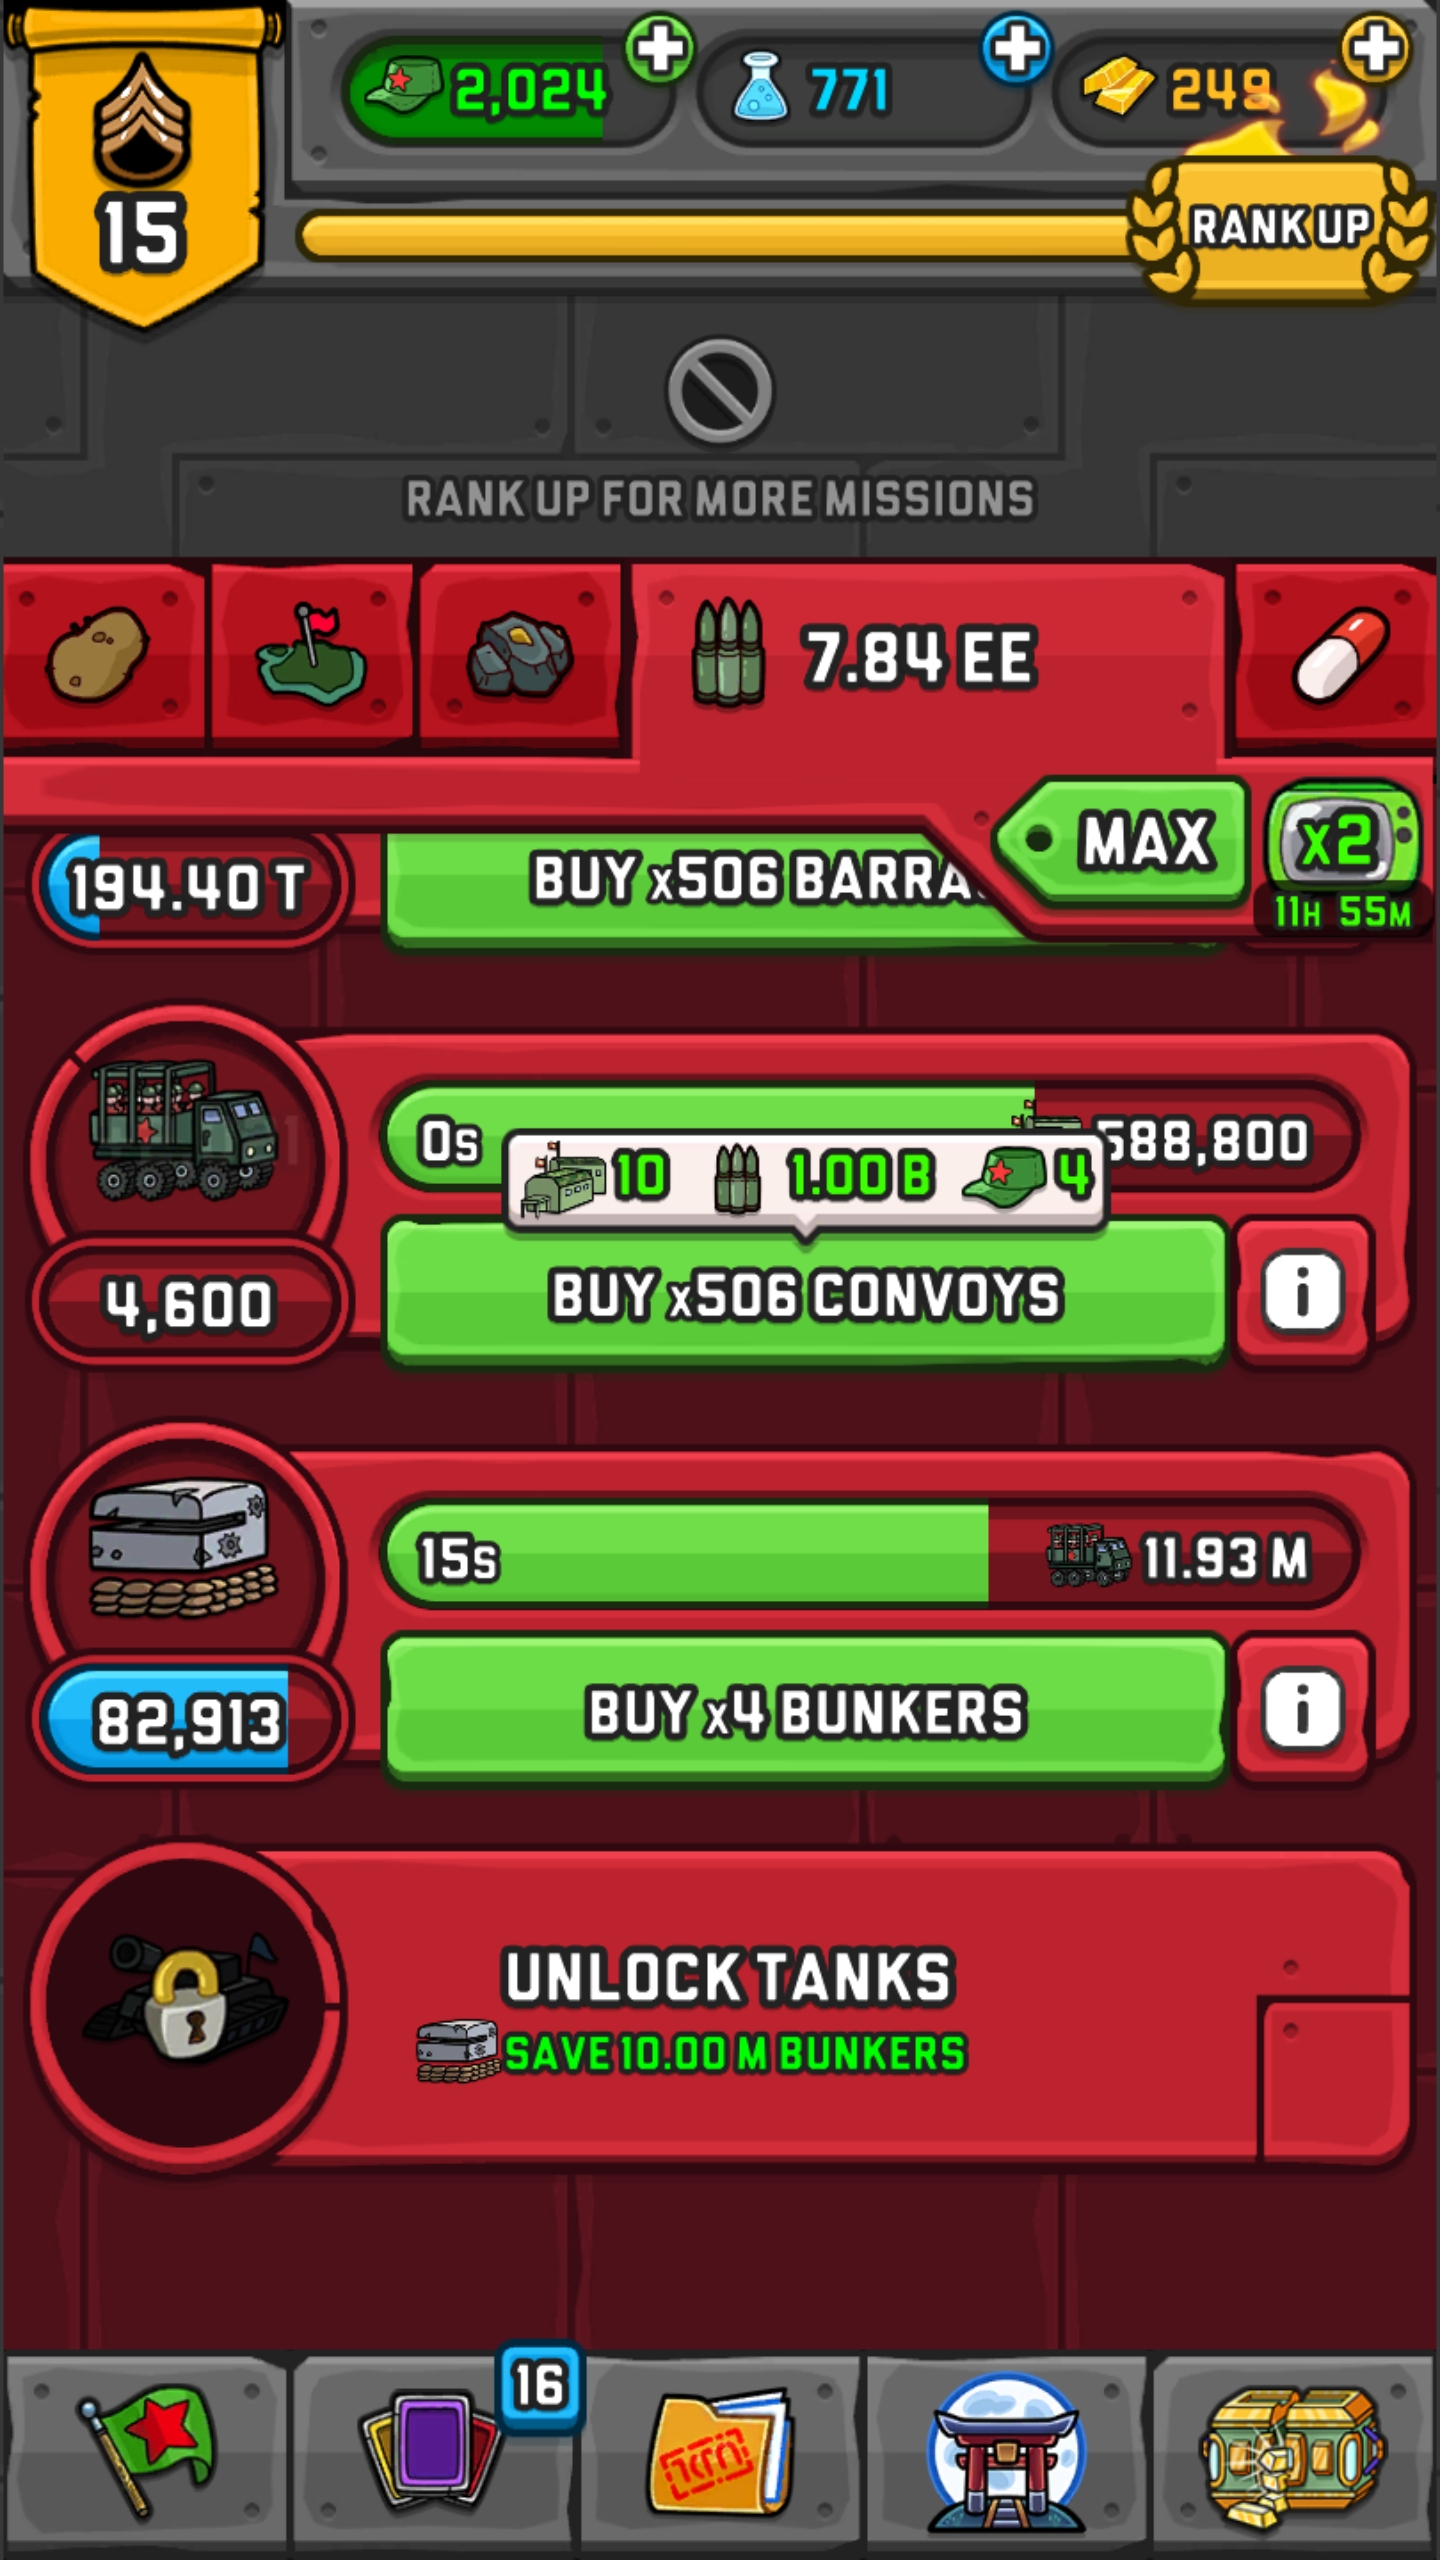 15
2,024
771
249
RANK UP
RANK UP FOR MORE MISSIONS
7.84 EE
MAX
x2
11H 55M
194.40 T
BUY x506
0s
588,800
10
1.00 B
4
4,600
BUY x506 CONVOYS
i
15s
11.93 M
82,913
BUY x4 BUNKERS
i
UNLOCK TANKS
SAVE 10.00 M BUNKERS
16